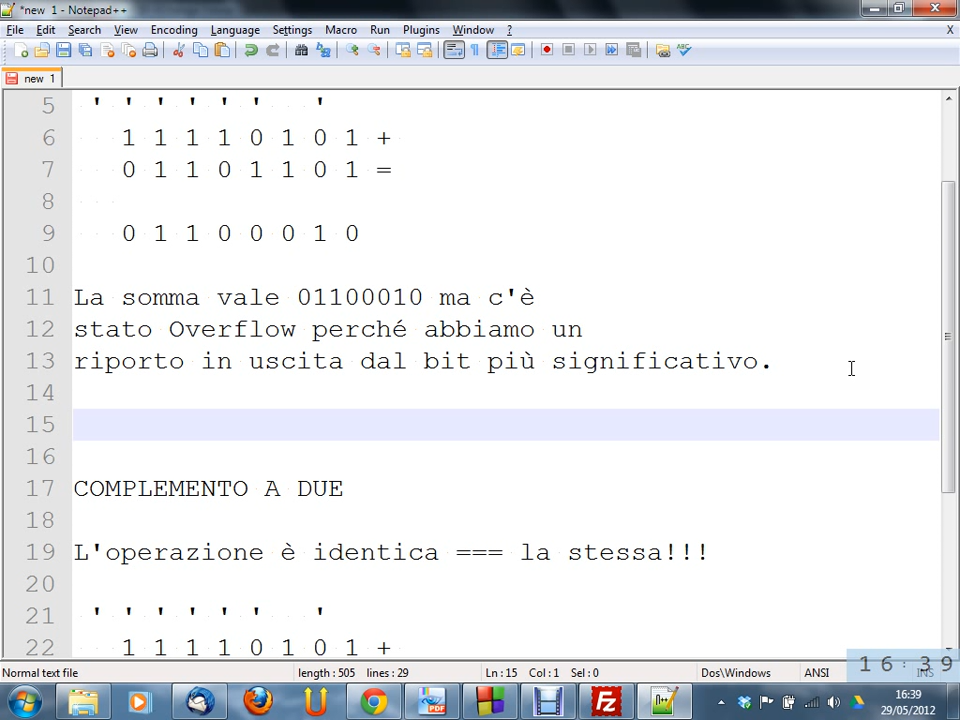 *new 1 - Notepad++
File Edit Search View Encoding Language Settings Macro Run Plugins Window ? X
new 1
5 ' ' ' ' ' ' '
6 1 1 1 1 0 1 0 1 +
7 0 1 1 0 1 1 0 1 =
8
9 0 1 1 0 0 0 1 0
10
11 La somma vale 01100010 ma c'è
12 stato Overflow perché abbiamo un
13 riporto in uscita dal bit più significativo.
14
15
16
17 COMPLEMENTO A DUE
18
19 L'operazione è identica === la stessa!!!
20
21 ' ' ' ' ' ' '
22 1 1 1 1 0 1 0 1 +
Normal text file length : 505 lines : 29 Ln : 15 Col : 1 Sel : 0 Dos\Windows ANSI INS
16:39
PDF
16:39
29/05/2012